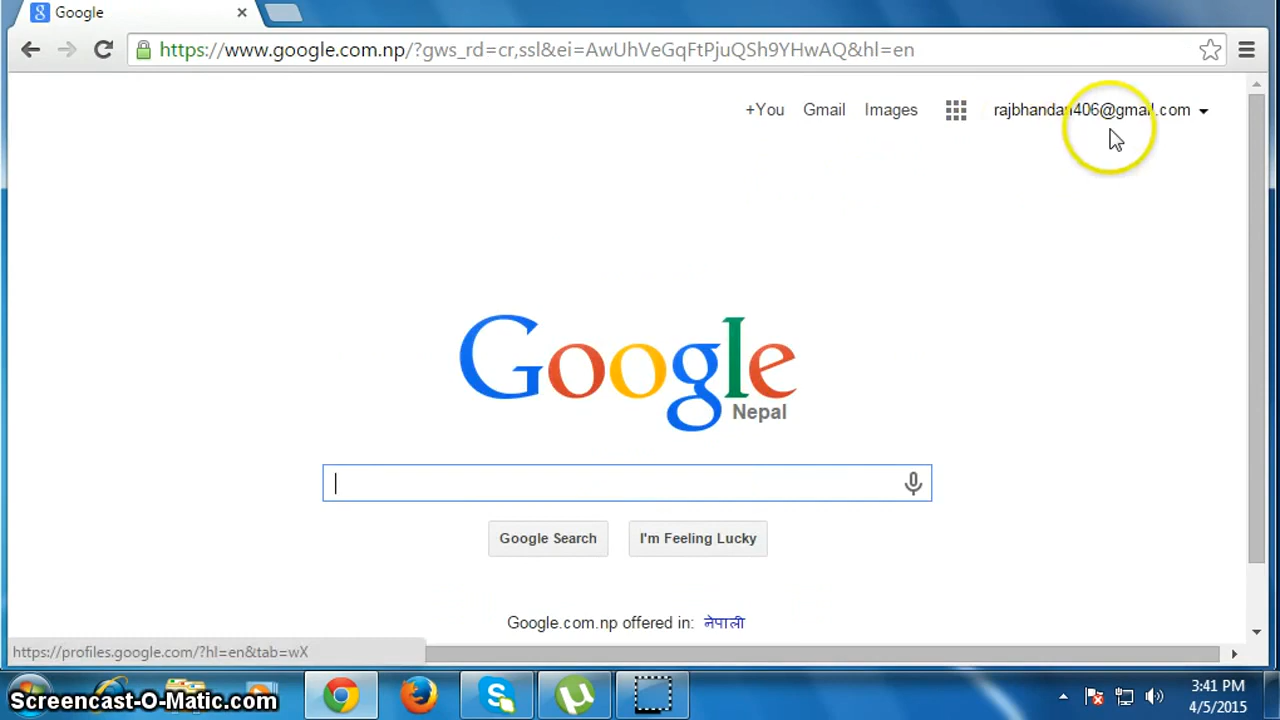 Google
https://www.google.com.np/?gws_rd=cr,ssl&ei=AwUhVeGqFtPjuQSh9YHwAQ&hl=en
+You Gmail Images rajbhandari406@gmail.com
Google
Nepal
Google Search I'm Feeling Lucky
Google.com.np offered in: नेपाली
https://profiles.google.com/?hl=en&tab=wX
Screencast-O-Matic.com
3:41 PM
4/5/2015